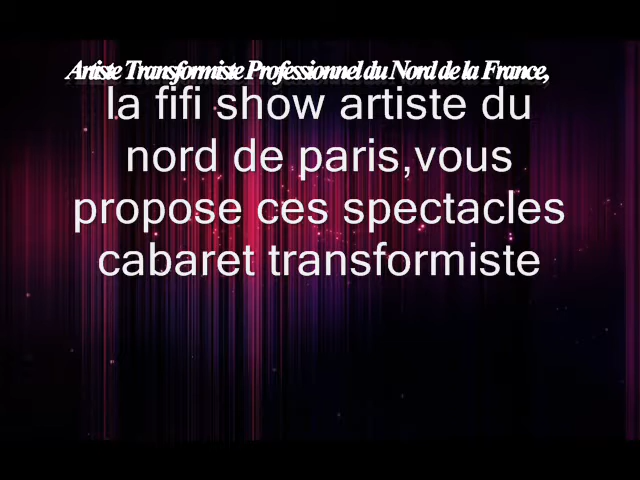 Artiste Transformiste Professionnel du Nord de la France,
la fifi show artiste du
nord de paris,vous
propose ces spectacles
cabaret transformiste